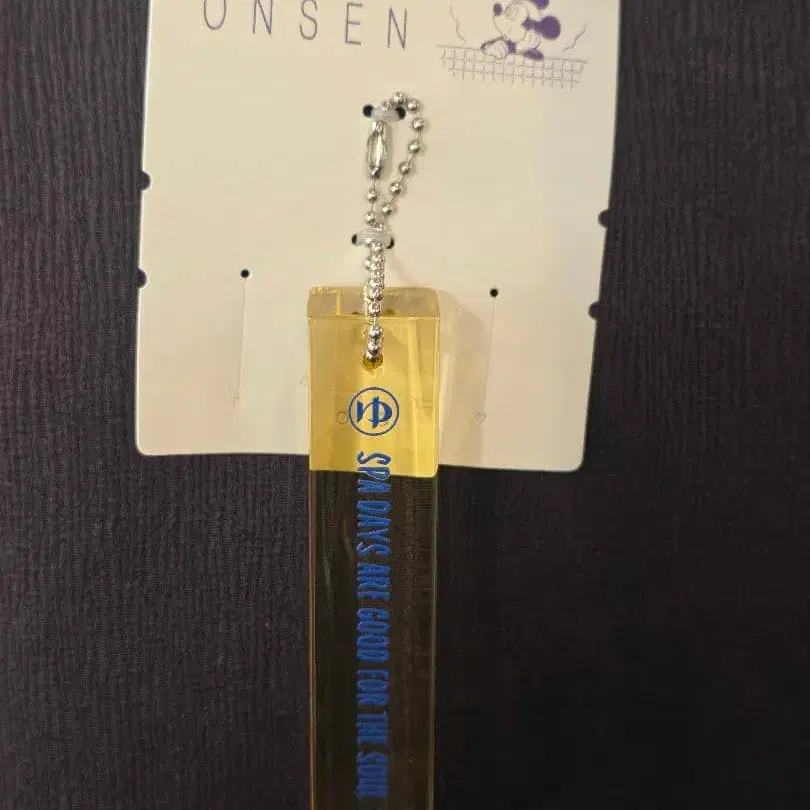 ONSEN
ゆ
SPA DAYS ARE GOOD FOR THE SOUL